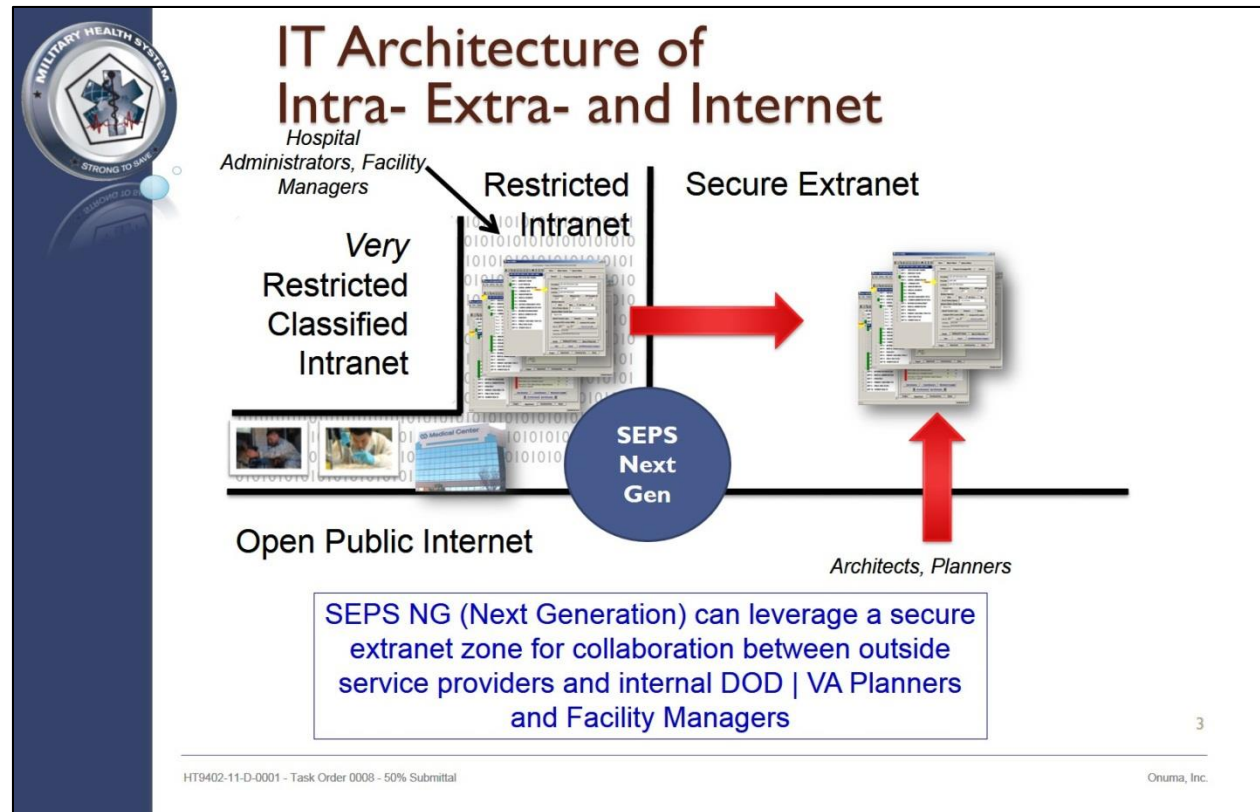 MILITARY HEALTH SYSTEM
STRONG TO SAVE
IT Architecture of
Intra- Extra- and Internet
Hospital
Administrators, Facility
Managers
Restricted
Intranet
Secure Extranet
Very
Restricted
Classified
Intranet
Medical Center
SEPS
Next
Gen
Open Public Internet
Architects, Planners
SEPS NG (Next Generation) can leverage a secure
extranet zone for collaboration between outside
service providers and internal DOD | VA Planners
and Facility Managers
3
HT9402-11-D-0001 - Task Order 0008 - 50% Submittal
Onuma, Inc.